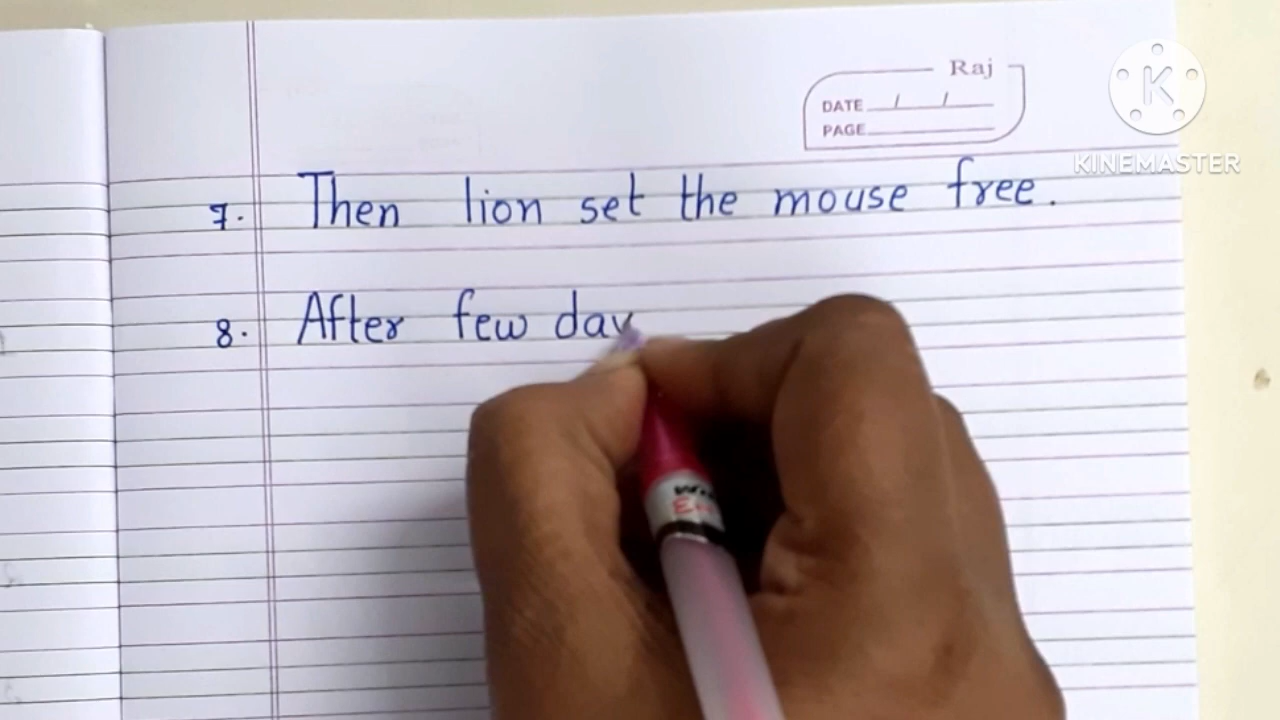 Raj
DATE / /
PAGE
KINEMASTER
7. Then lion set the mouse free.
8. After few day